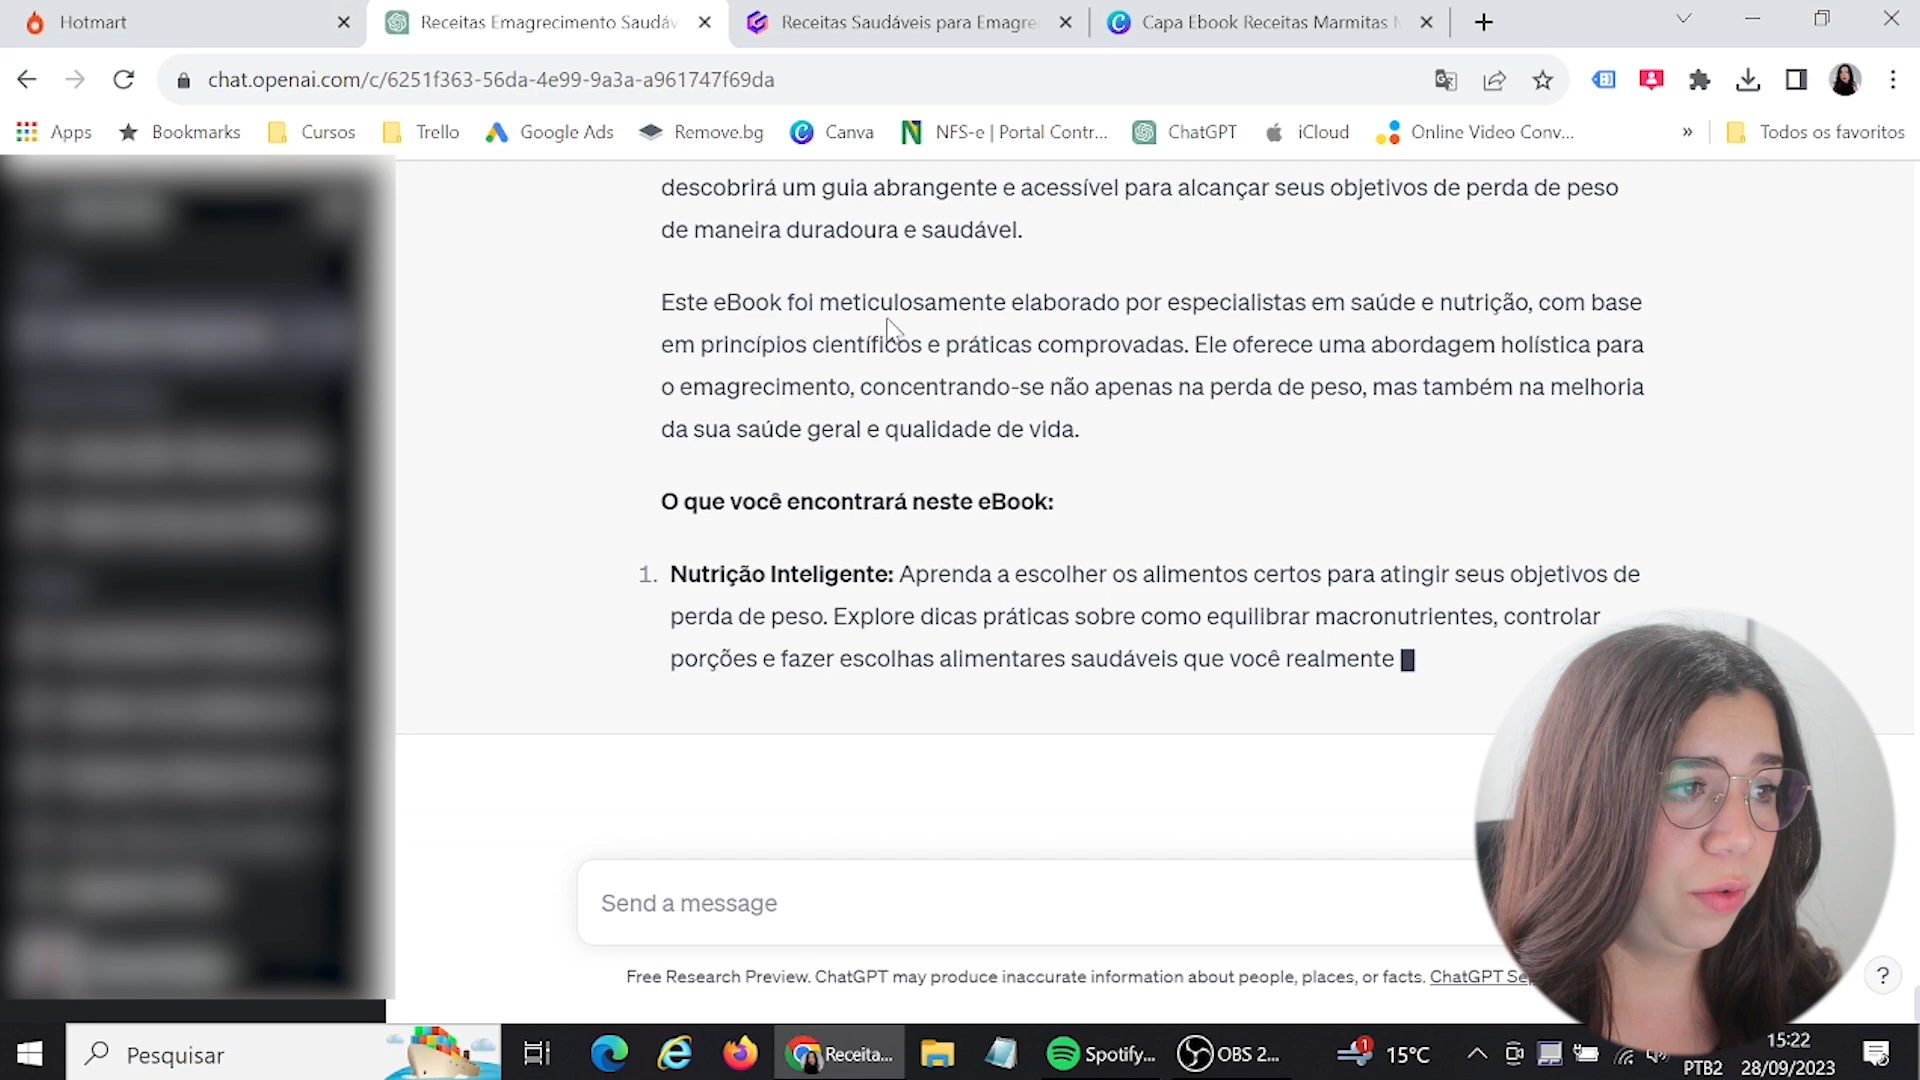 Hotmart
Receitas Emagrecimento Saudáv
Receitas Saudáveis para Emagre
Capa Ebook Receitas Marmitas
chat.openai.com/c/6251f363-56da-4e99-9a3a-a961747f69da
Apps
Bookmarks
Cursos
Trello
Google Ads
Remove.bg
Canva
NFS-e | Portal Contr...
ChatGPT
iCloud
Online Video Conv...
»
Todos os favoritos
descobrirá um guia abrangente e acessível para alcançar seus objetivos de perda de peso
de maneira duradoura e saudável.
Este eBook foi meticulosamente elaborado por especialistas em saúde e nutrição, com base
em princípios científicos e práticas comprovadas. Ele oferece uma abordagem holística para
o emagrecimento, concentrando-se não apenas na perda de peso, mas também na melhoria
da sua saúde geral e qualidade de vida.
O que você encontrará neste eBook:
1. Nutrição Inteligente: Aprenda a escolher os alimentos certos para atingir seus objetivos de
perda de peso. Explore dicas práticas sobre como equilibrar macronutrientes, controlar
porções e fazer escolhas alimentares saudáveis que você realmente
Send a message
Free Research Preview. ChatGPT may produce inaccurate information about people, places, or facts. ChatGPT Se
?
Pesquisar
Receita...
Spotify...
OBS 2...
1
15°C
PTB2
15:22
28/09/2023